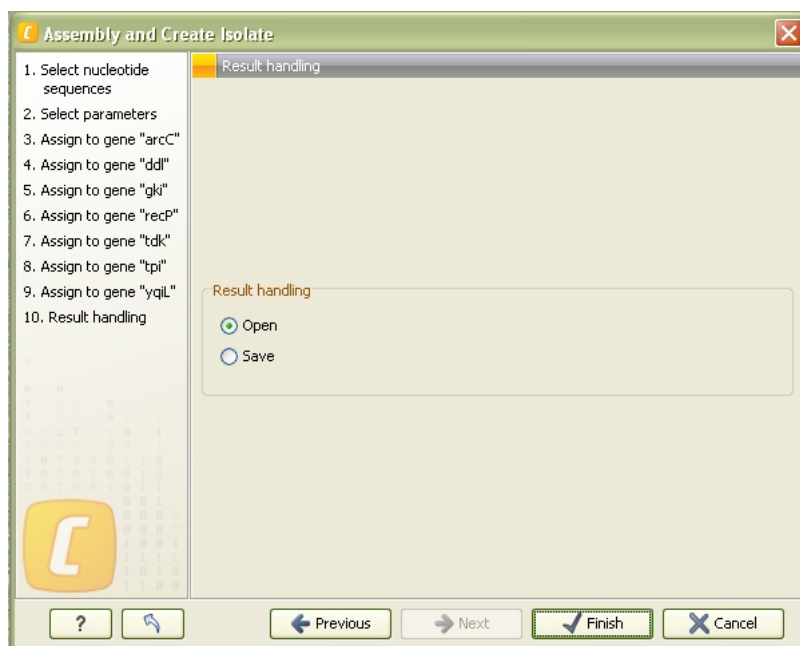 Assembly and Create Isolate
1. Select nucleotide
sequences
2. Select parameters
3. Assign to gene "arcC"
4. Assign to gene "ddl"
5. Assign to gene "gki"
6. Assign to gene "recP"
7. Assign to gene "tdk"
8. Assign to gene "tpi"
9. Assign to gene "yqiL"
10. Result handling
Result handling
Result handling
Open
Save
? Previous Next Finish Cancel